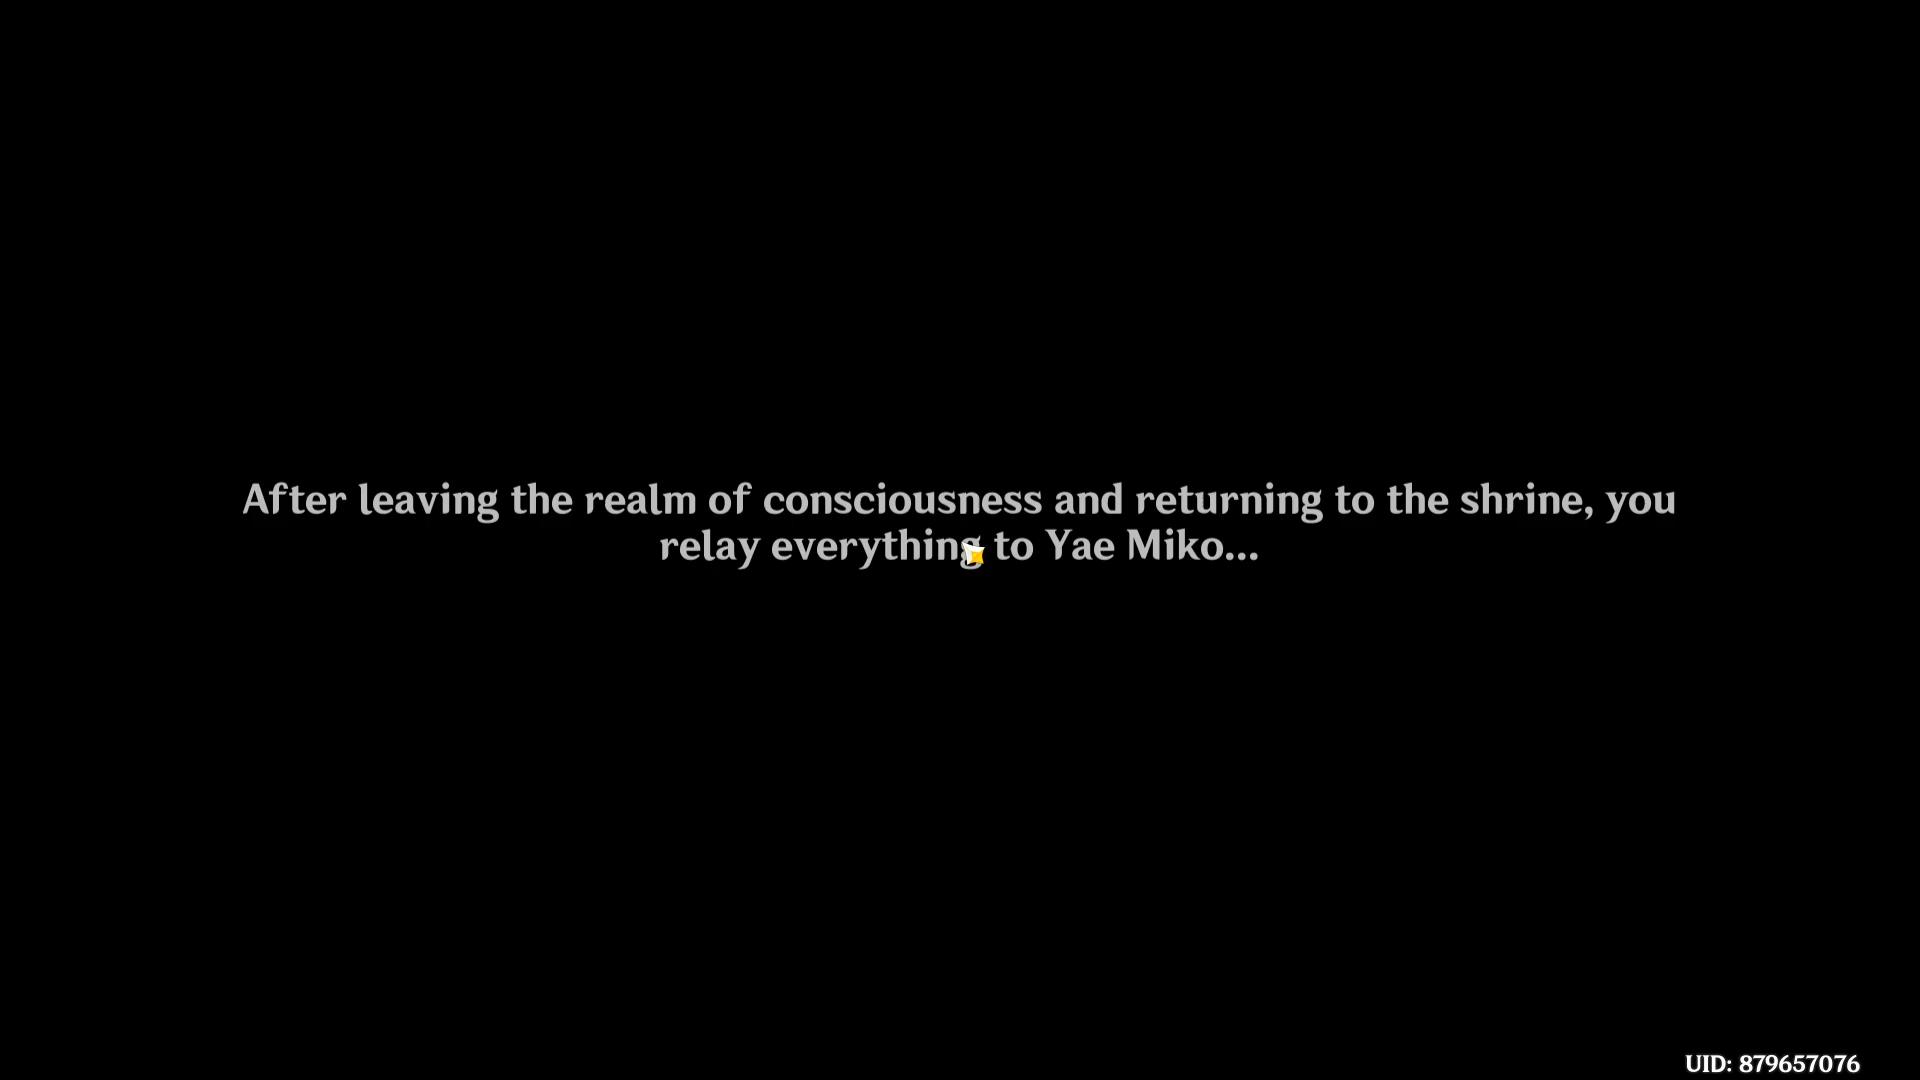 After leaving the realm of consciousness and returning to the shrine, you
relay everything to Yae Miko...
UID: 879657076